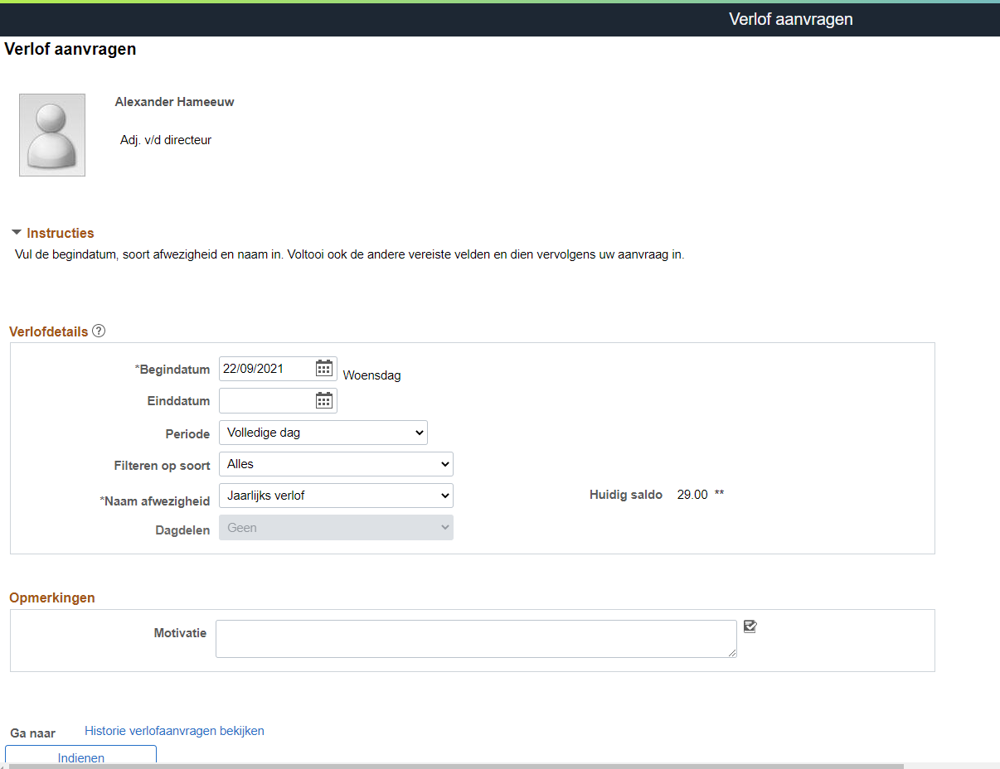 Verlof aanvragen
Verlof aanvragen
Alexander Hameeuw
Adj. v/d directeur
Instructies
Vul de begindatum, soort afwezigheid en naam in. Voltooi ook de andere vereiste velden en dien vervolgens uw aanvraag in.
Verlofdetails ?
*Begindatum 22/09/2021 Woensdag
Einddatum
Periode Volledige dag
Filteren op soort Alles
*Naam afwezigheid Jaarlijks verlof Huidig saldo 29.00 **
Dagdelen Geen
Opmerkingen
Motivatie
Ga naar Historie verlofaanvragen bekijken
Indienen